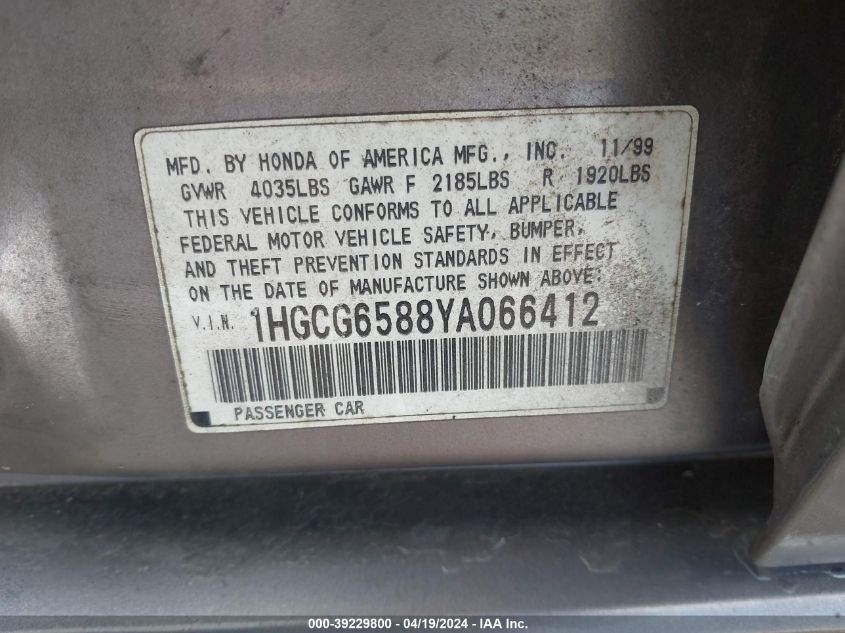 MFD. BY HONDA OF AMERICA MFG., INC. 11/99
GVWR 4035LBS GAWR F 2185LBS R 1920LBS
THIS VEHICLE CONFORMS TO ALL APPLICABLE
FEDERAL MOTOR VEHICLE SAFETY, BUMPER,
AND THEFT PREVENTION STANDARDS IN EFFECT
ON THE DATE OF MANUFACTURE SHOWN ABOVE.
V.I.N. 1HGCG6588YA066412
PASSENGER CAR
000-39229800 - 04/19/2024 - IAA Inc.